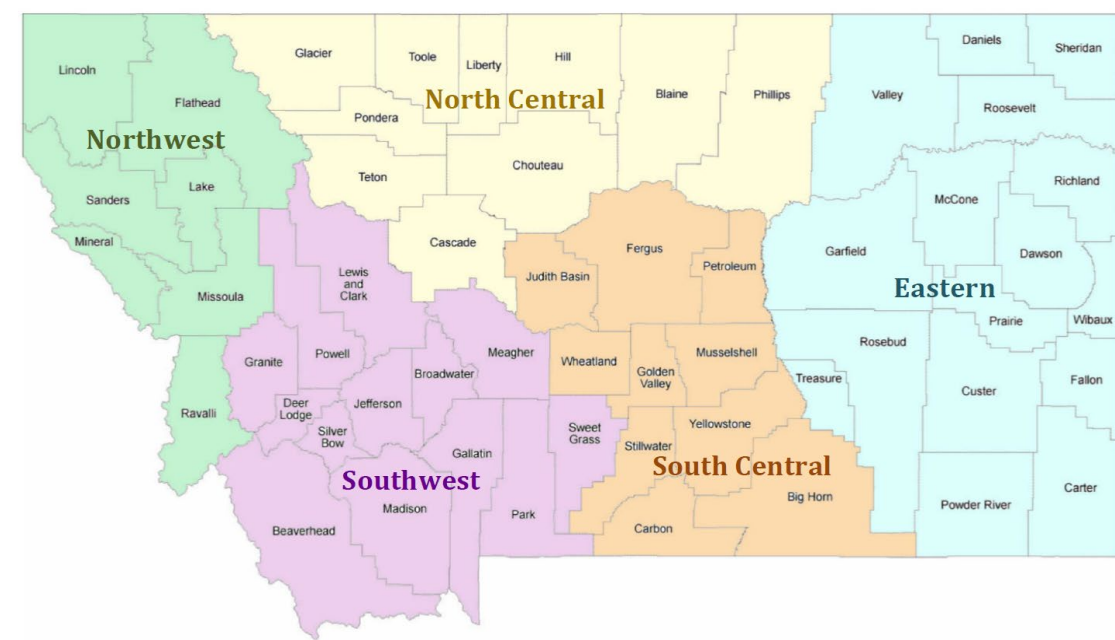 Lincoln
Flathead
Northwest
Sanders
Lake
Mineral
Missoula
Ravalli
Glacier
Toole
Liberty
Hill
Blaine
Phillips
North Central
Pondera
Chouteau
Teton
Cascade
Valley
Daniels
Sheridan
Roosevelt
Richland
McCone
Garfield
Dawson
Eastern
Prairie
Wibaux
Rosebud
Treasure
Custer
Fallon
Powder River
Carter
Lewis
and
Clark
Powell
Granite
Meagher
Broadwater
Deer
Lodge
Jefferson
Silver
Bow
Gallatin
Sweet
Grass
Southwest
Madison
Park
Beaverhead
Judith Basin
Fergus
Petroleum
Wheatland
Golden
Valley
Musselshell
Yellowstone
Stillwater
South Central
Big Horn
Carbon